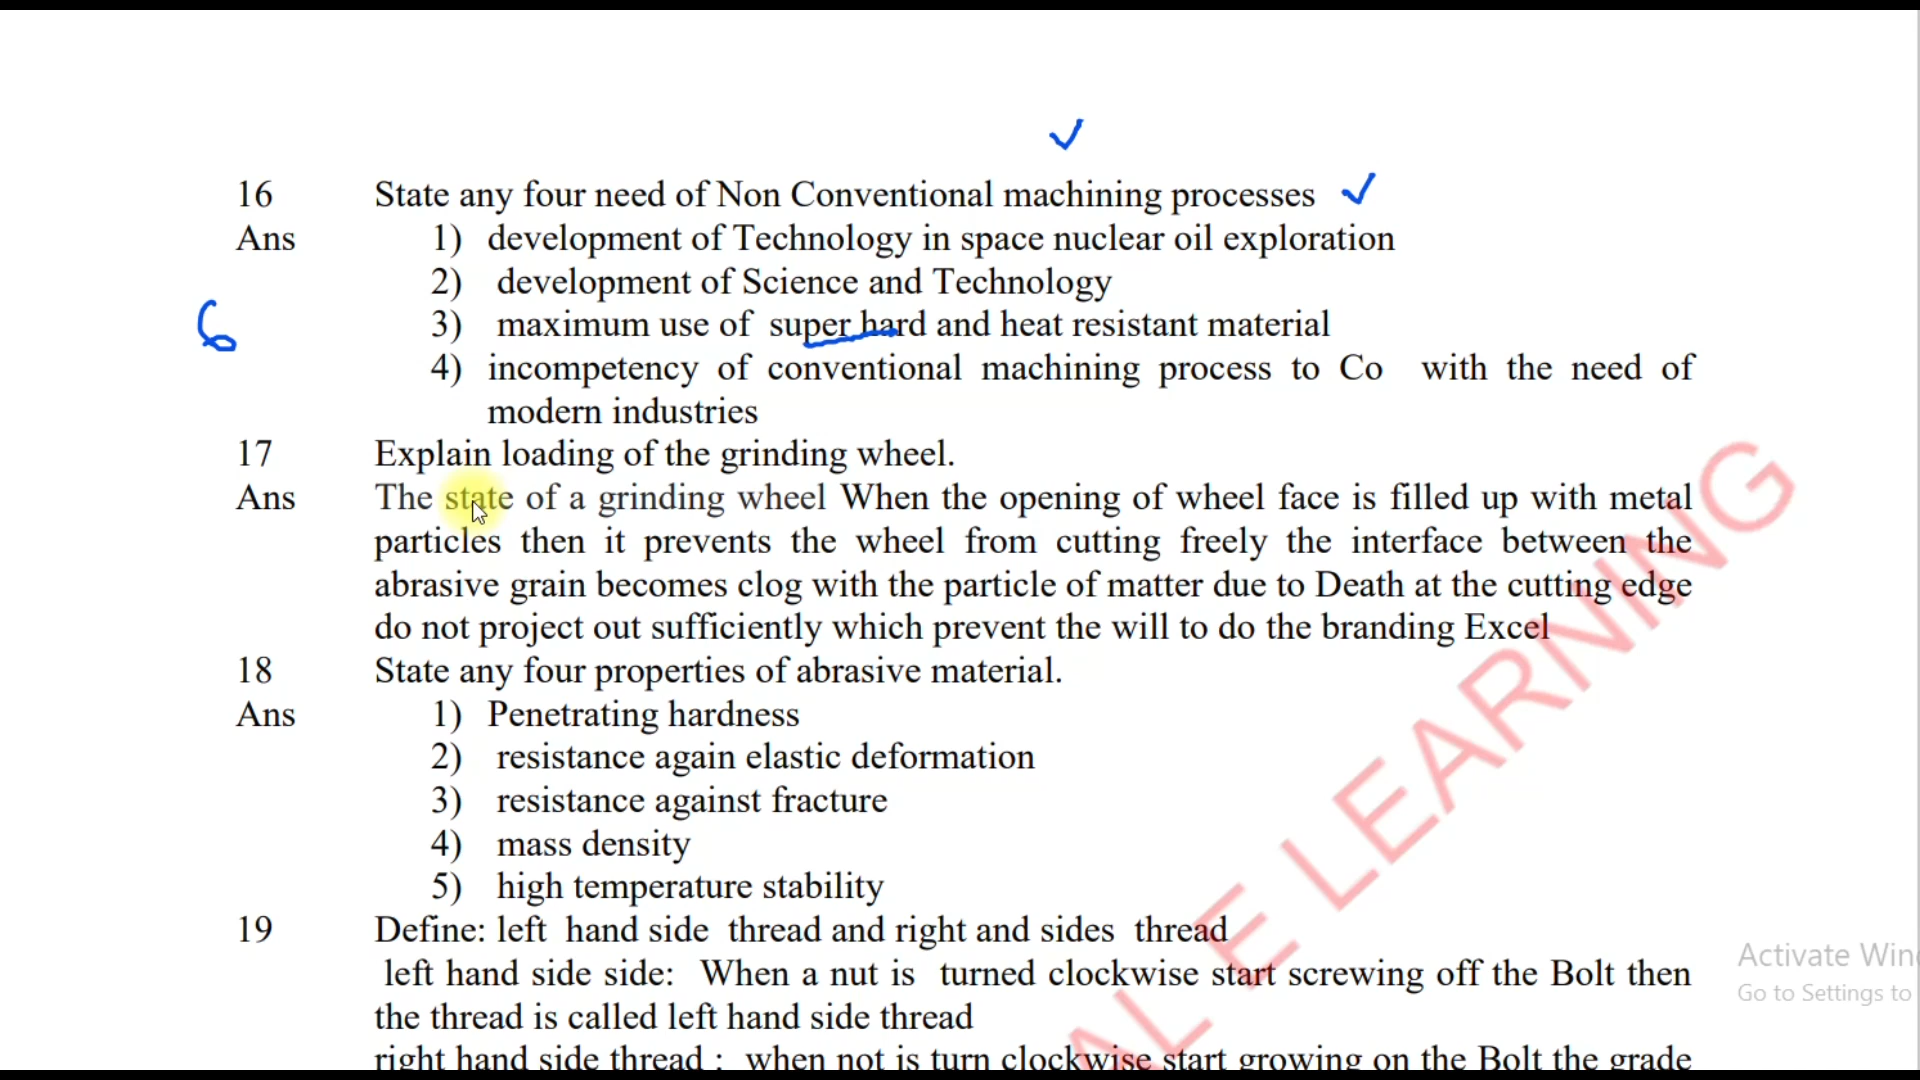 16 State any four need of Non Conventional machining processes
Ans 1) development of Technology in space nuclear oil exploration
2) development of Science and Technology
6 3) maximum use of super hard and heat resistant material
4) incompetency of conventional machining process to Co with the need of
modern industries
17 Explain loading of the grinding wheel.
Ans The state of a grinding wheel When the opening of wheel face is filled up with metal
particles then it prevents the wheel from cutting freely the interface between the
abrasive grain becomes clog with the particle of matter due to Death at the cutting edge
do not project out sufficiently which prevent the will to do the branding Excel
18 State any four properties of abrasive material.
Ans 1) Penetrating hardness
2) resistance again elastic deformation
3) resistance against fracture
4) mass density
5) high temperature stability
19 Define: left hand side thread and right and sides thread
left hand side side: When a nut is turned clockwise start screwing off the Bolt then
the thread is called left hand side thread
right hand side thread : when not is turn clockwise start growing on the Bolt the grade
AL E LEARNING
Activate Win
Go to Settings to